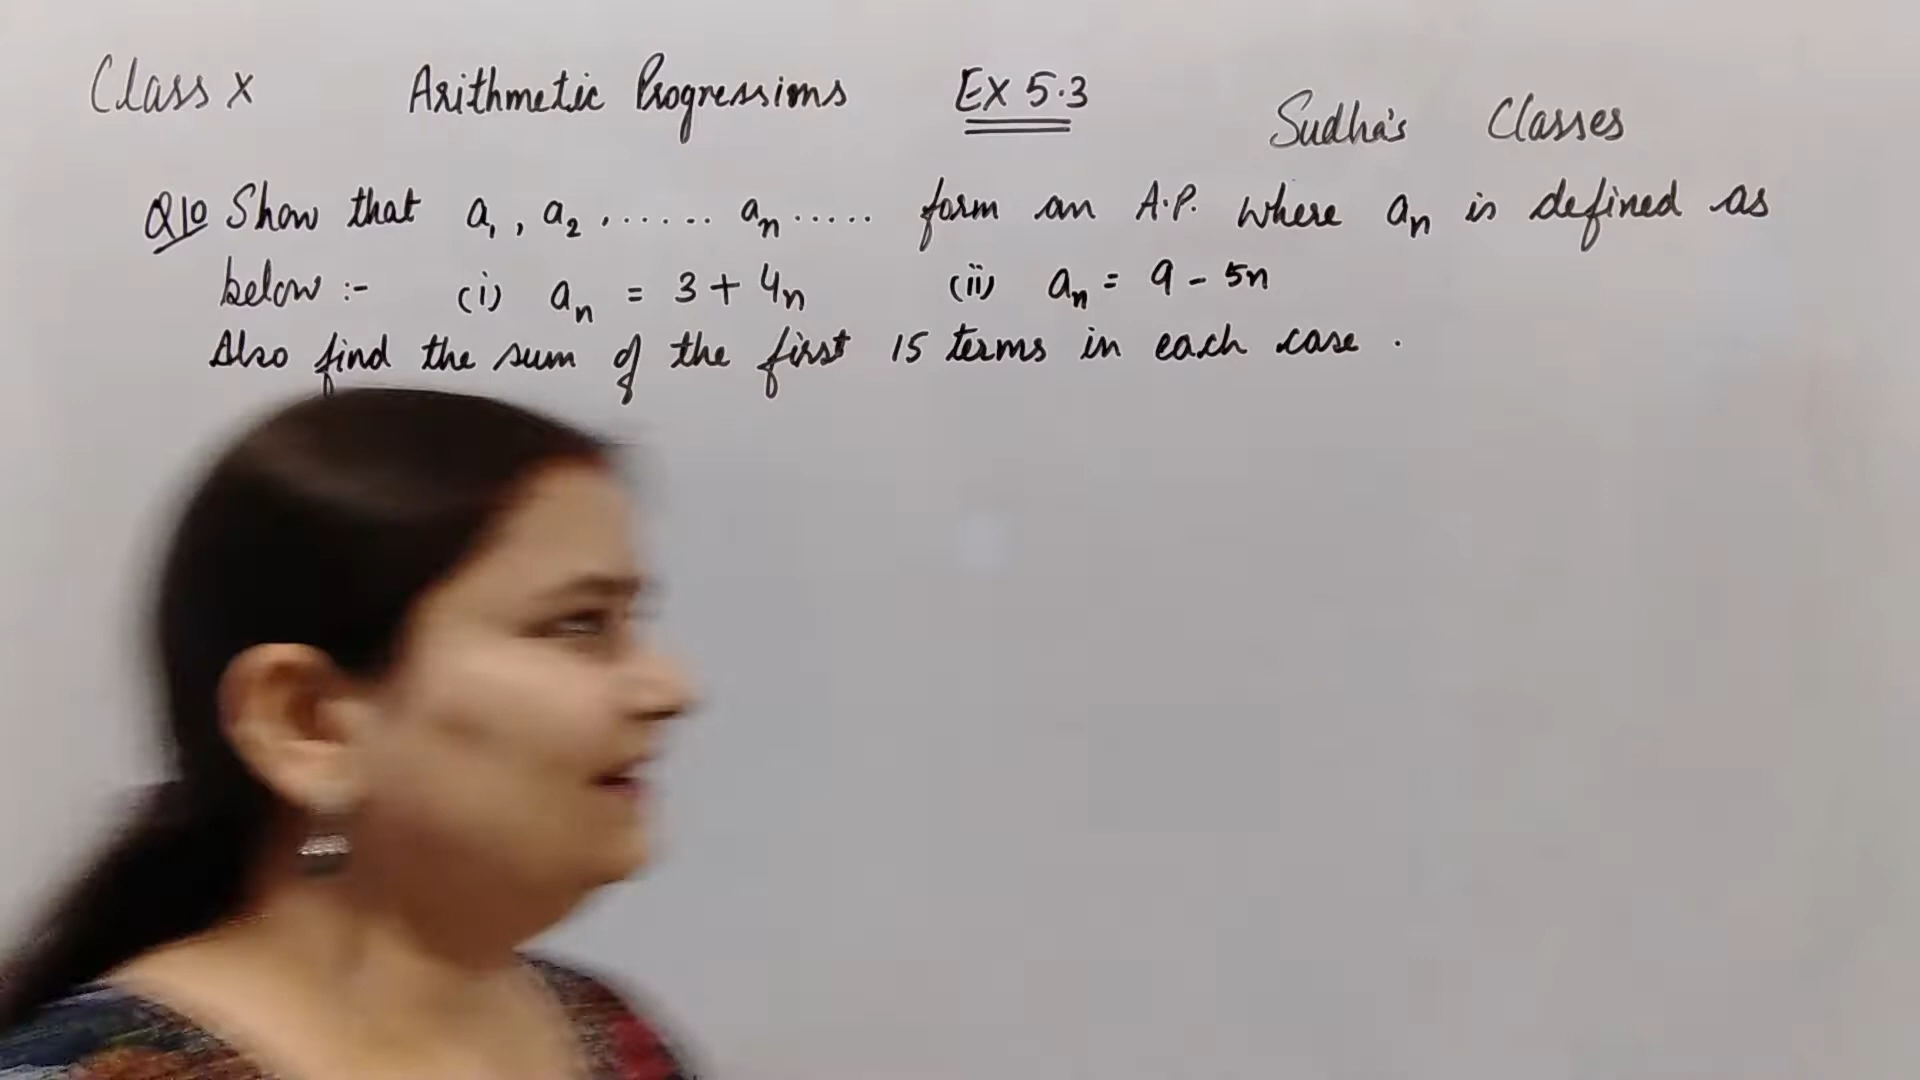 Class X Arithmetic Progressions EX 5.3 Sudha's Classes
Q10 Show that a₁, a₂ ...... aₙ ..... form an A.P. where aₙ is defined as
below :- (i) aₙ = 3 + 4n (ii) aₙ = 9 - 5n
Also find the sum of the first 15 terms in each case.